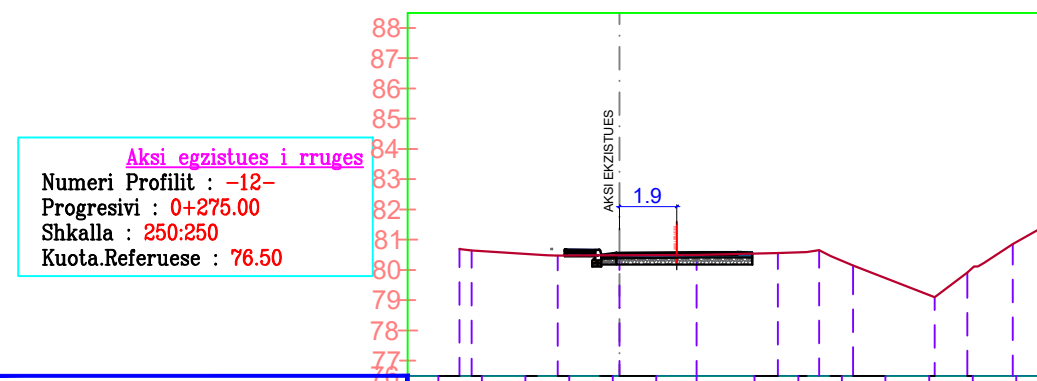 Aksi egzistues i rruges
Numeri Profilit : -12-
Progresivi : 0+275.00
Shkalla : 250:250
Kuota.Referuese : 76.50
88
87
86
85
84
83
82
81
80
79
78
77
76
AKSI EKZISTUES
1.9